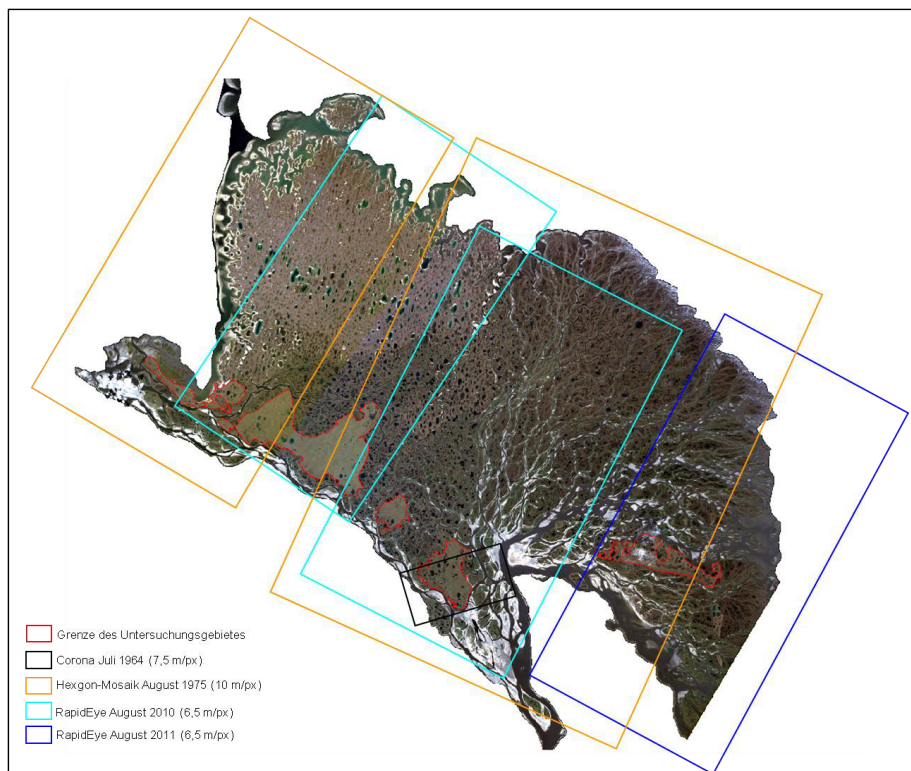 Grenze des Untersuchungsgebietes
Corona Juli 1964 (7,5 m/px)
Hexgon-Mosaik August 1975 (10 m/px)
RapidEye August 2010 (6,5 m/px)
RapidEye August 2011 (6,5 m/px)